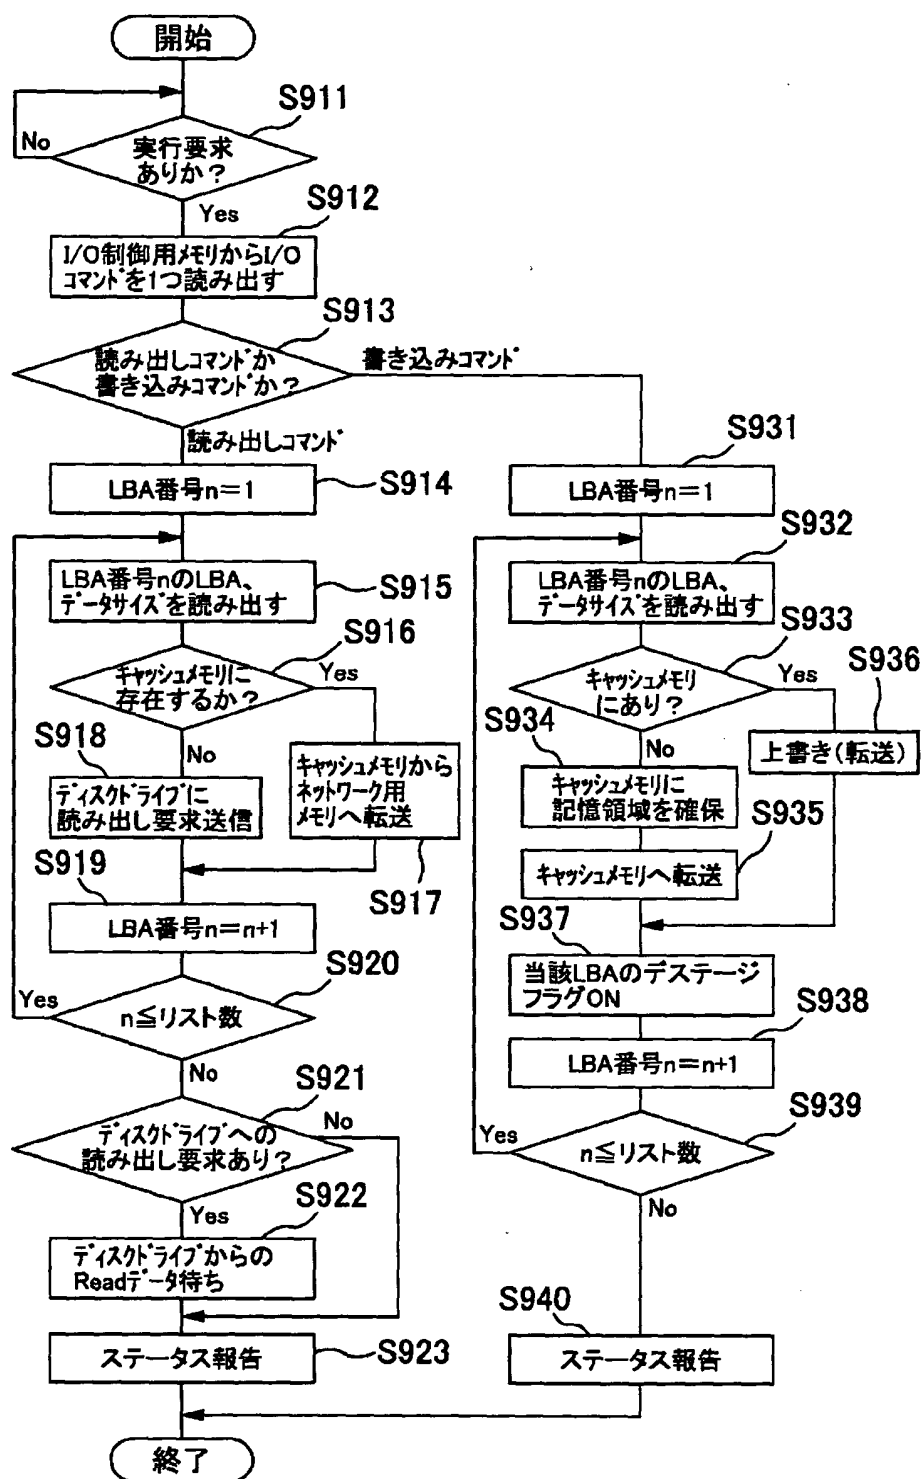 開始
S911
No
実行要求
ありか？
Yes
S912
I/O制御用ﾒﾓﾘからI/O
ｺﾏﾝﾄﾞを1つ読み出す
S913
読み出しｺﾏﾝﾄﾞか
書き込みｺﾏﾝﾄﾞか？
書き込みｺﾏﾝﾄﾞ
読み出しｺﾏﾝﾄﾞ
LBA番号n＝1
S914
LBA番号nのLBA、
ﾃﾞｰﾀｻｲｽﾞを読み出す
S915
S916
ｷｬｯｼｭﾒﾓﾘに
存在するか？
Yes
No
S918
ﾃﾞｨｽｸﾄﾞﾗｲﾌﾞに
読み出し要求送信
ｷｬｯｼｭﾒﾓﾘから
ネットワーク用
メモリへ転送
S917
S919
LBA番号n＝n+1
S920
Yes
n≦リスト数
No
S921
ﾃﾞｨｽｸﾄﾞﾗｲﾌﾞへの
読み出し要求あり？
No
Yes
S922
ﾃﾞｨｽｸﾄﾞﾗｲﾌﾞからの
Readﾃﾞｰﾀ待ち
ステータス報告
S923
S931
LBA番号n＝1
S932
LBA番号nのLBA、
ﾃﾞｰﾀｻｲｽﾞを読み出す
S933
ｷｬｯｼｭﾒﾓﾘ
にあり？
Yes
S936
上書き(転送)
S934
No
ｷｬｯｼｭﾒﾓﾘに
記憶領域を確保
S935
ｷｬｯｼｭﾒﾓﾘへ転送
S937
当該LBAのデステージ
フラグON
S938
LBA番号n＝n+1
S939
Yes
n≦リスト数
No
S940
ステータス報告
終了